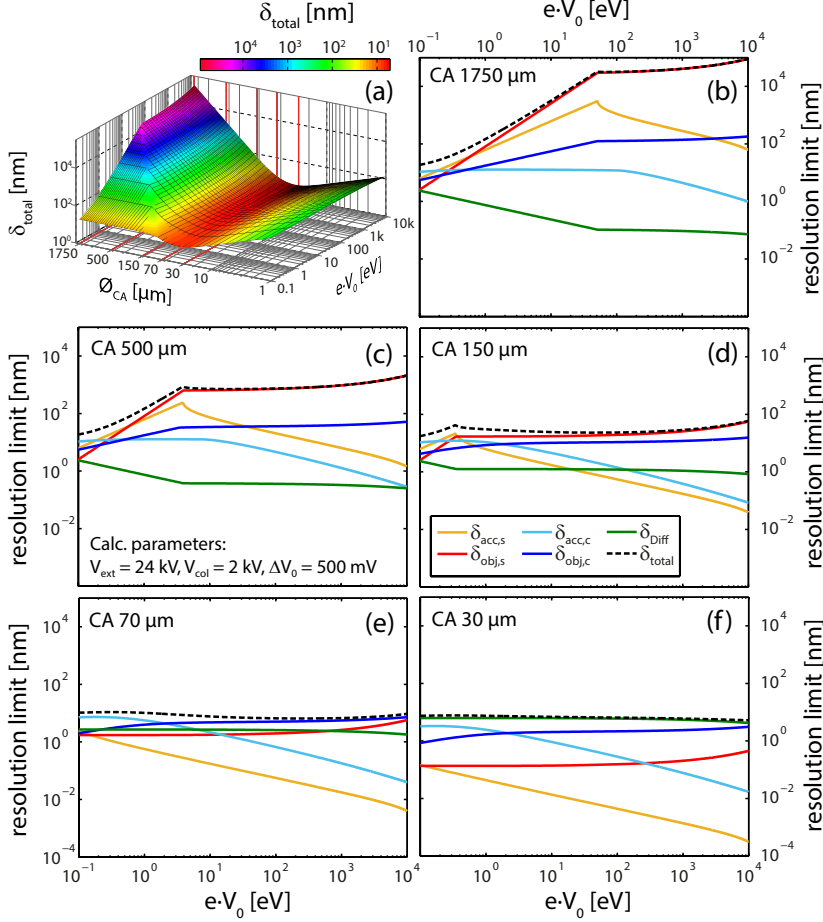 δtotal [nm]
10⁴ 10³ 10² 10¹
(a)
δtotal [nm]
10⁴
10²
10⁰
1750 500 150 70 30 10 1
ØCA [µm]
0.1 1 10 100 1k 10k
e·V₀ [eV]
e·V₀ [eV]
10⁻¹ 10⁰ 10¹ 10² 10³ 10⁴
CA 1750 µm
(b)
10⁴
10²
10⁰
10⁻²
resolution limit [nm]
CA 500 µm
(c)
10⁴
10²
10⁰
10⁻²
resolution limit [nm]
Calc. parameters:
Vext = 24 kV, Vcol = 2 kV, ΔV₀ = 500 mV
CA 150 µm
(d)
10⁴
10²
10⁰
10⁻²
resolution limit [nm]
δacc,s δacc,c δDiff
δobj,s δobj,c δtotal
CA 70 µm
(e)
10⁴
10²
10⁰
10⁻²
10⁻⁴
resolution limit [nm]
10⁻¹ 10⁰ 10¹ 10² 10³ 10⁴
e·V₀ [eV]
CA 30 µm
(f)
10⁴
10²
10⁰
10⁻²
10⁻⁴
resolution limit [nm]
10⁰ 10¹ 10² 10³ 10⁴
e·V₀ [eV]